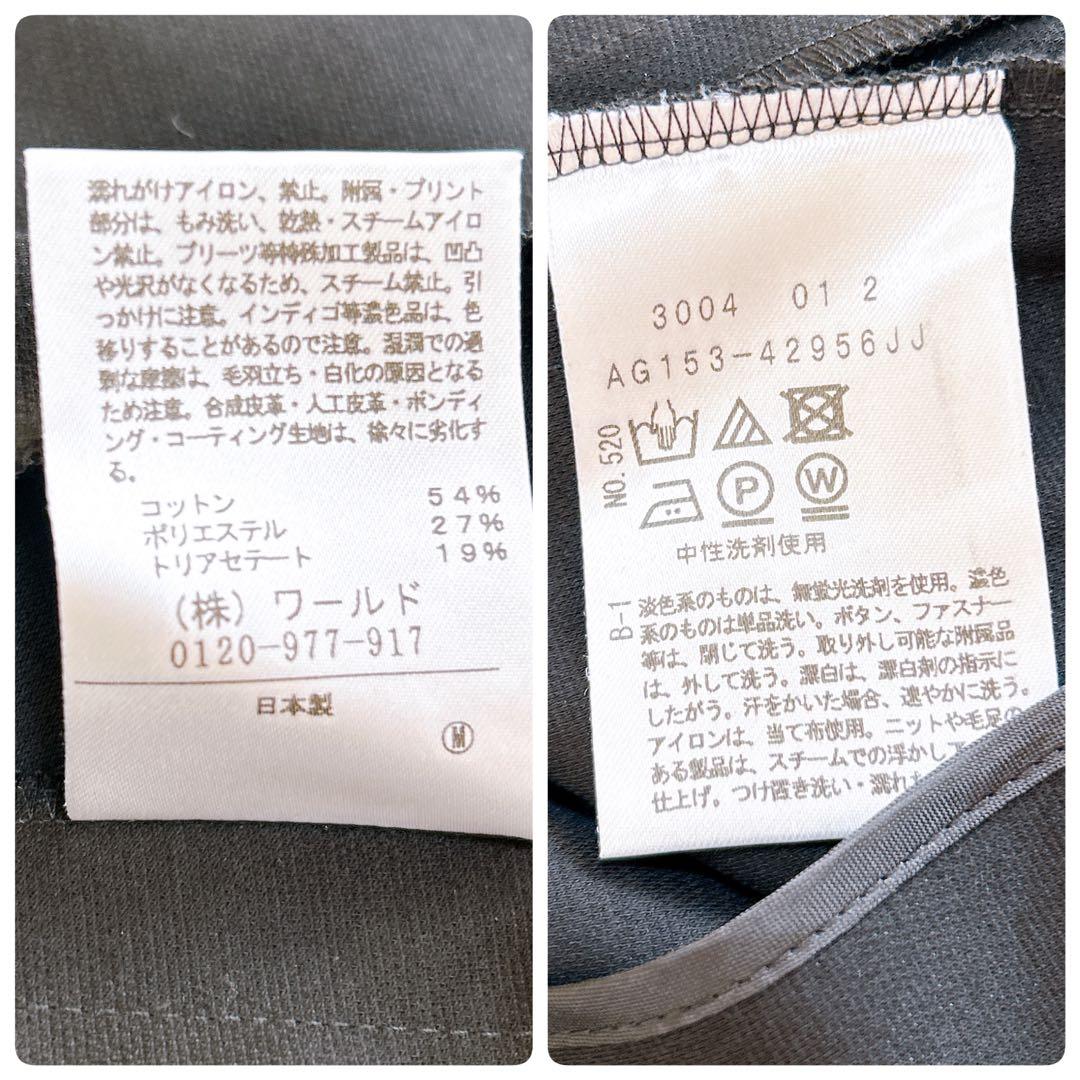 濡れがけアイロン、禁止。附属・プリント
部分は、もみ洗い、乾熱・スチームアイロ
ン禁止。プリーツ等特殊加工製品は、凹凸
や光沢がなくなるため、スチーム禁止。引
っかけに注意。インディゴ等濃色品は、色
移りすることがあるので注意。湿潤での過
剰な摩擦は、毛羽立ち・白化の原因となる
ため注意。合成皮革・人工皮革・ボンディ
ング・コーティング生地は、徐々に劣化す
る。
コットン 54%
ポリエステル 27%
トリアセテート 19%
(株)ワールド
0120-977-917
日本製
M
3004 01 2
AG153-42956JJ
NO.520
P
W
中性洗剤使用
B-1
淡色系のものは、無蛍光洗剤を使用。濃色
系のものは単品洗い。ボタン、ファスナー
等は、閉じて洗う。取り外し可能な附属品
は、外して洗う。漂白は、漂白剤の指示に
したがう。汗をかいた場合、速やかに洗う。
アイロンは、当て布使用。ニットや毛足の
ある製品は、スチームでの浮かし
仕上げ。つけ置き洗い・濡れ